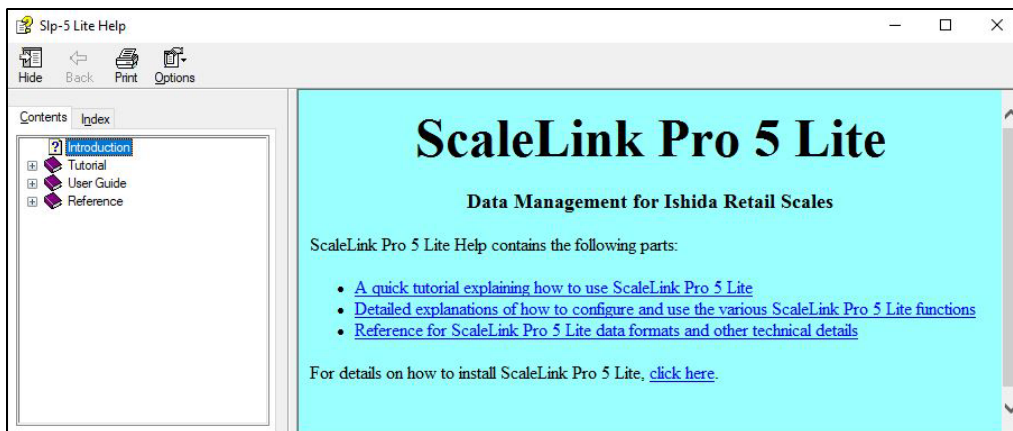 Slp-5 Lite Help
Hide Back Print Options
Contents Index
Introduction
Tutorial
User Guide
Reference
ScaleLink Pro 5 Lite
Data Management for Ishida Retail Scales
ScaleLink Pro 5 Lite Help contains the following parts:
A quick tutorial explaining how to use ScaleLink Pro 5 Lite
Detailed explanations of how to configure and use the various ScaleLink Pro 5 Lite functions
Reference for ScaleLink Pro 5 Lite data formats and other technical details
For details on how to install ScaleLink Pro 5 Lite, click here.